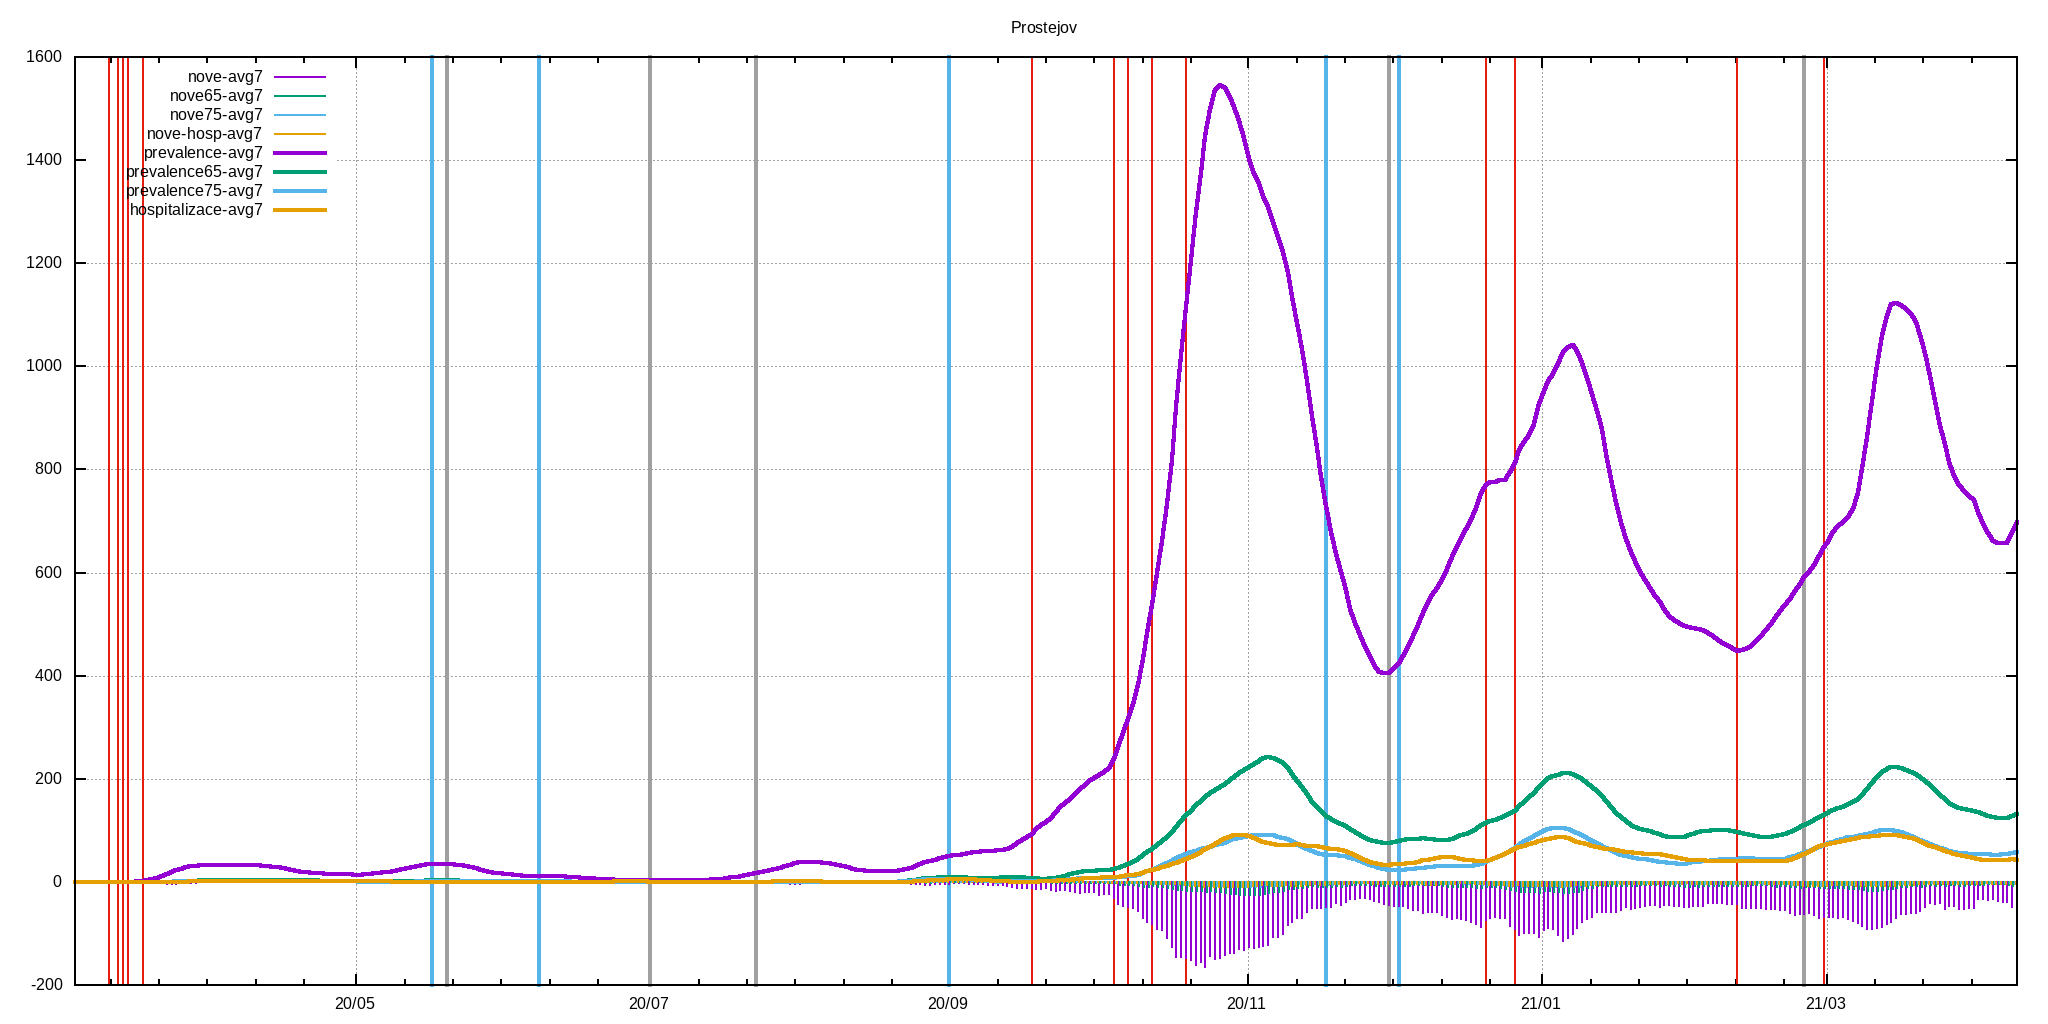 Prostejov
1600
1400
1200
1000
800
600
400
200
0
-200
nove-avg7
nove65-avg7
nove75-avg7
nove-hosp-avg7
prevalence-avg7
prevalence65-avg7
prevalence75-avg7
hospitalizace-avg7
20/05 20/07 20/09 20/11 21/01 21/03